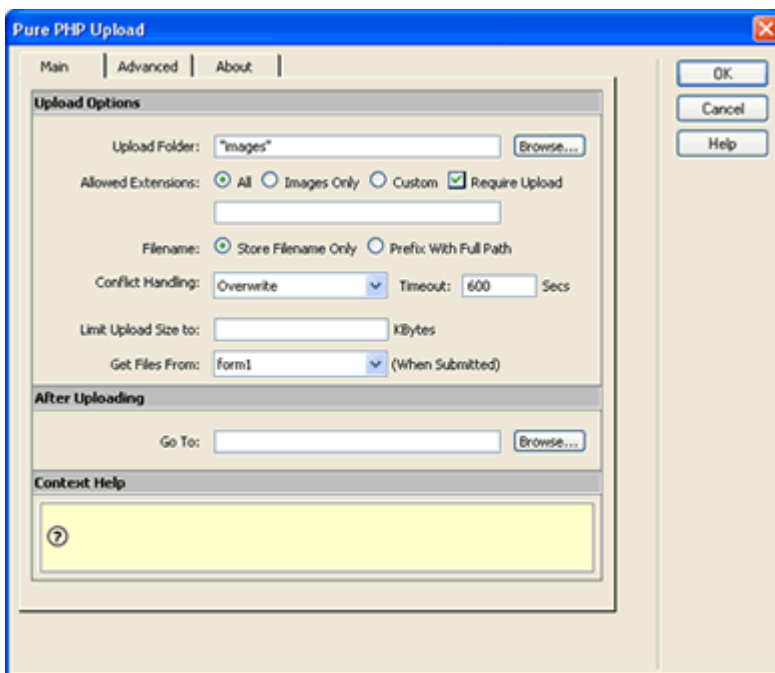 Pure PHP Upload
Main Advanced About
OK
Cancel
Help
Upload Options
Upload Folder: "images" Browse...
Allowed Extensions: All Images Only Custom Require Upload
Filename: Store Filename Only Prefix With Full Path
Conflict Handling: Overwrite Timeout: 600 Secs
Limit Upload Size to: KBytes
Get Files From: form1 (When Submitted)
After Uploading
Go To: Browse...
Context Help
?